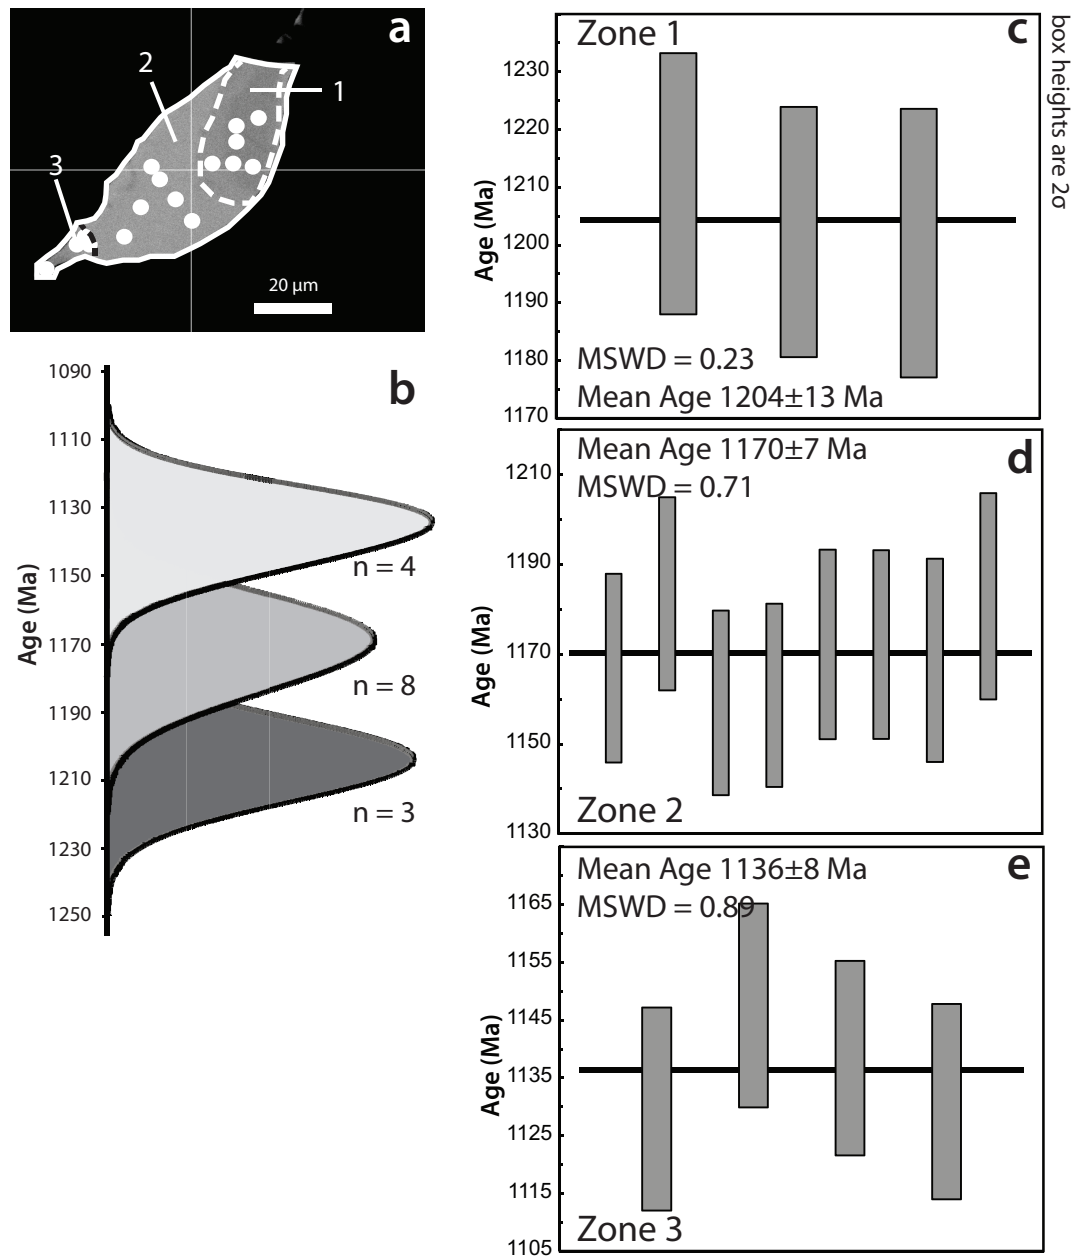 a
2
1
3
20 μm
b
1090
1110
1130
1150
1170
1190
1210
1230
1250
Age (Ma)
n = 4
n = 8
n = 3
c
Zone 1
1230
1220
1210
1200
1190
1180
1170
Age (Ma)
MSWD = 0.23
Mean Age 1204±13 Ma
box heights are 2σ
d
Mean Age 1170±7 Ma
MSWD = 0.71
1210
1190
1170
1150
1130
Age (Ma)
Zone 2
e
Mean Age 1136±8 Ma
MSWD = 0.89
1165
1155
1145
1135
1125
1115
1105
Age (Ma)
Zone 3